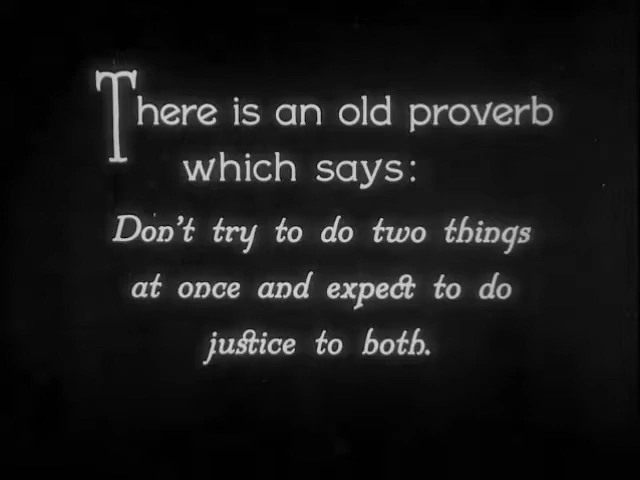 There is an old proverb
which says:
Don't try to do two things
at once and expect to do
justice to both.